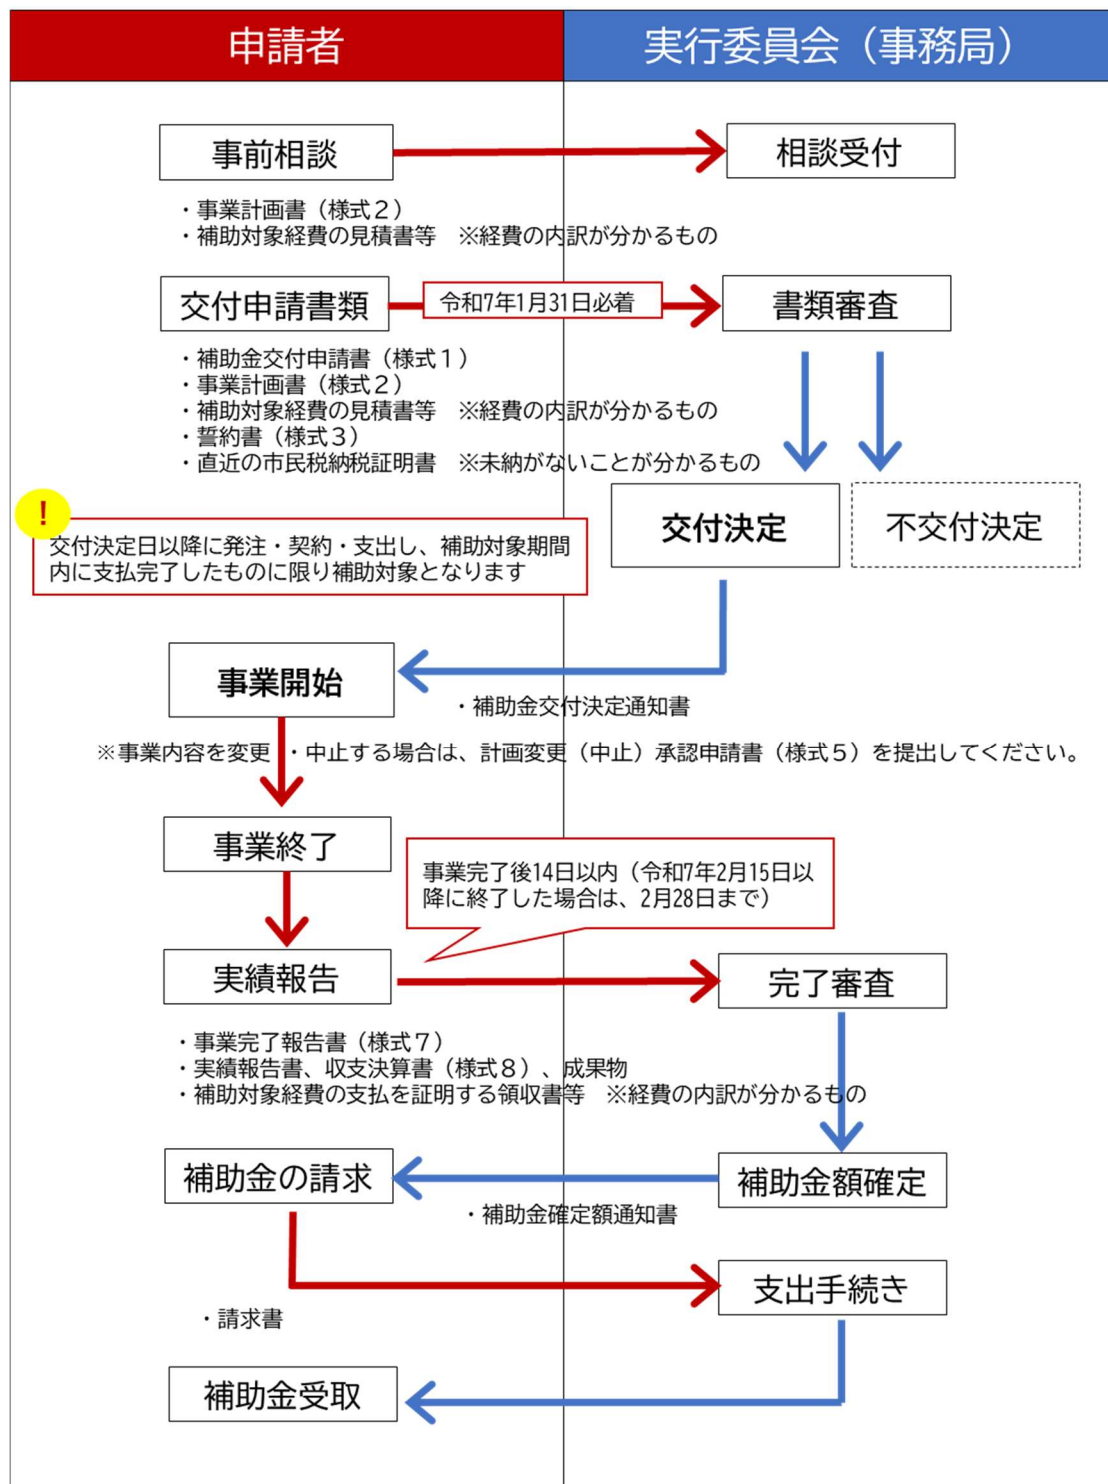 申請者
実行委員会（事務局）
事前相談
相談受付
・事業計画書（様式２）
・補助対象経費の見積書等　※経費の内訳が分かるもの
交付申請書類
令和7年1月31日必着
書類審査
・補助金交付申請書（様式１）
・事業計画書（様式２）
・補助対象経費の見積書等　※経費の内訳が分かるもの
・誓約書（様式３）
・直近の市民税納税証明書　※未納がないことが分かるもの
交付決定
不交付決定
!
交付決定日以降に発注・契約・支出し、補助対象期間
内に支払完了したものに限り補助対象となります
事業開始
・補助金交付決定通知書
※事業内容を変更・中止する場合は、計画変更（中止）承認申請書（様式５）を提出してください。
事業終了
事業完了後14日以内（令和7年2月15日以
降に終了した場合は、2月28日まで）
実績報告
完了審査
・事業完了報告書（様式７）
・実績報告書、収支決算書（様式８）、成果物
・補助対象経費の支払を証明する領収書等　※経費の内訳が分かるもの
補助金の請求
補助金額確定
・補助金確定額通知書
支出手続き
・請求書
補助金受取